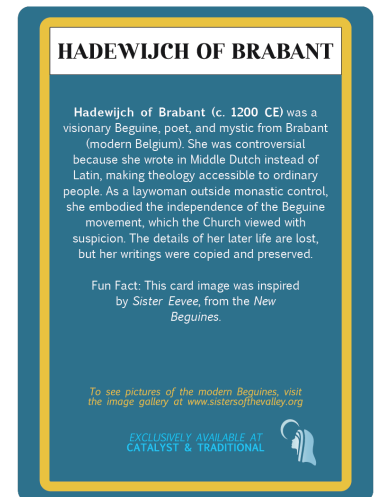 HADEWIJCH OF BRABANT
Hadewijch of Brabant (c. 1200 CE) was a
visionary Beguine, poet, and mystic from Brabant
(modern Belgium). She was controversial
because she wrote in Middle Dutch instead of
Latin, making theology accessible to ordinary
people. As a laywoman outside monastic control,
she embodied the independence of the Beguine
movement, which the Church viewed with
suspicion. The details of her later life are lost,
but her writings were copied and preserved.
Fun Fact: This card image was inspired
by Sister Eevee, from the New
Beguines.
To see pictures of the modern Beguines, visit
the image gallery at www.sistersofthevalley.org
EXCLUSIVELY AVAILABLE AT
CATALYST & TRADITIONAL